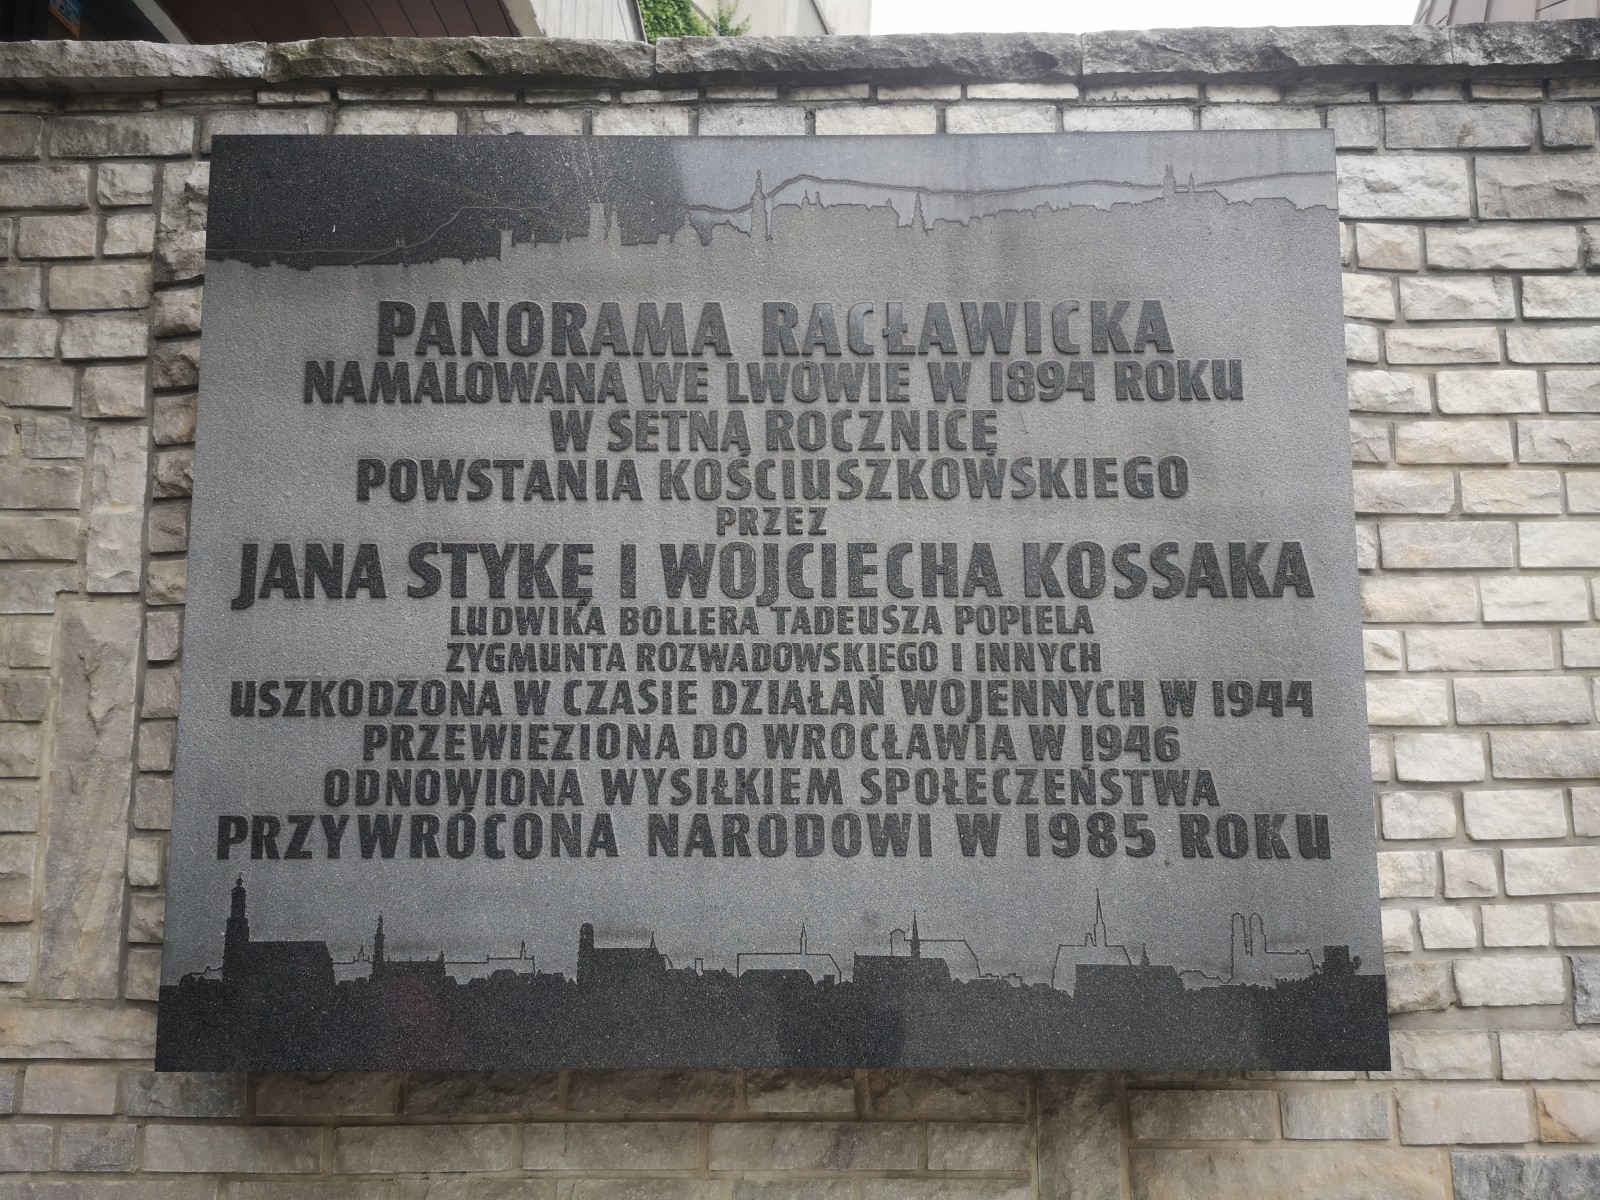 PANORAMA RACŁAWICKA
NAMALOWANA WE LWOWIE W 1894 ROKU
W SETNĄ ROCZNICĘ
POWSTANIA KOŚCIUSZKOWSKIEGO
PRZEZ
JANA STYKĘ I WOJCIECHA KOSSAKA
LUDWIKA BOLLERA TADEUSZA POPIELA
ZYGMUNTA ROZWADOWSKIEGO I INNYCH
USZKODZONA W CZASIE DZIAŁAŃ WOJENNYCH W 1944
PRZEWIEZIONA DO WROCŁAWIA W 1946
ODNOWIONA WYSIŁKIEM SPOŁECZEŃSTWA
PRZYWRÓCONA NARODOWI W 1985 ROKU